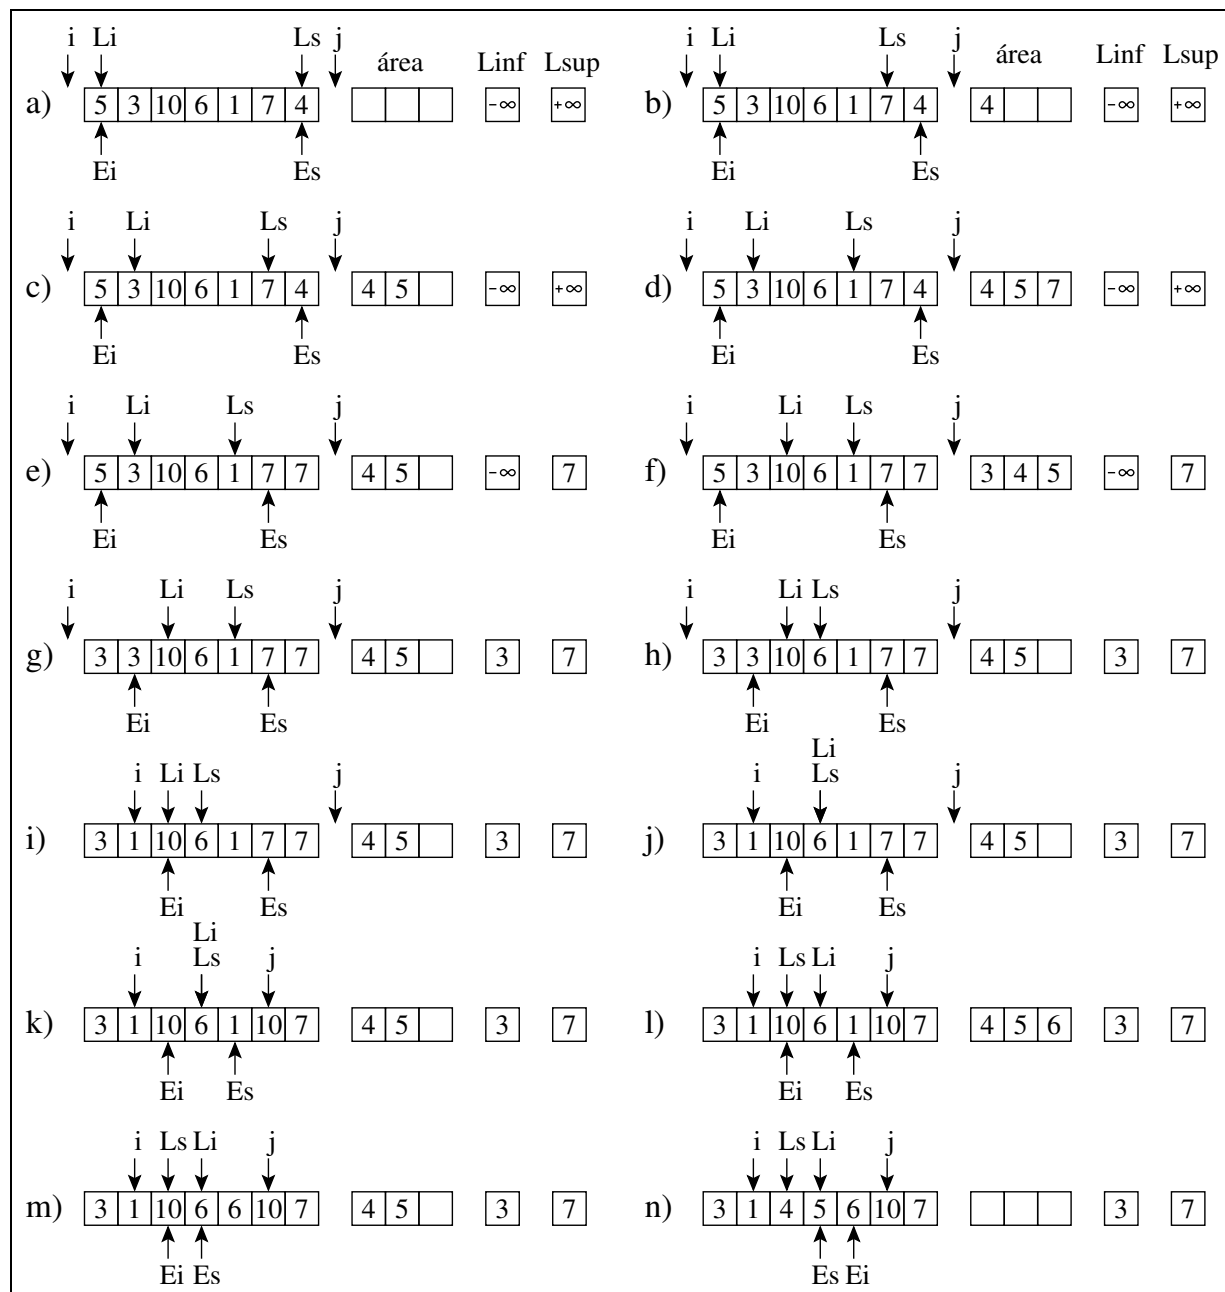 i Li Ls j área Linf Lsup i Li Ls j área Linf Lsup
a) 5 3 10 6 1 7 4 -∞ +∞ b) 5 3 10 6 1 7 4 4 -∞ +∞
Ei Es Ei Es
i Li Ls j i Li Ls j
c) 5 3 10 6 1 7 4 4 5 -∞ +∞ d) 5 3 10 6 1 7 4 4 5 7 -∞ +∞
Ei Es Ei Es
i Li Ls j i Li Ls j
e) 5 3 10 6 1 7 7 4 5 -∞ 7 f) 5 3 10 6 1 7 7 3 4 5 -∞ 7
Ei Es Ei Es
i Li Ls j i Li Ls j
g) 3 3 10 6 1 7 7 4 5 3 7 h) 3 3 10 6 1 7 7 4 5 3 7
Ei Es Ei Es
Li
i Li Ls j i Ls j
i) 3 1 10 6 1 7 7 4 5 3 7 j) 3 1 10 6 1 7 7 4 5 3 7
Ei Es Ei Es
Li
i Ls j i Ls Li j
k) 3 1 10 6 1 10 7 4 5 3 7 l) 3 1 10 6 1 10 7 4 5 6 3 7
Ei Es Ei Es
i Ls Li j i Ls Li j
m) 3 1 10 6 6 10 7 4 5 3 7 n) 3 1 4 5 6 10 7 3 7
Ei Es Es Ei